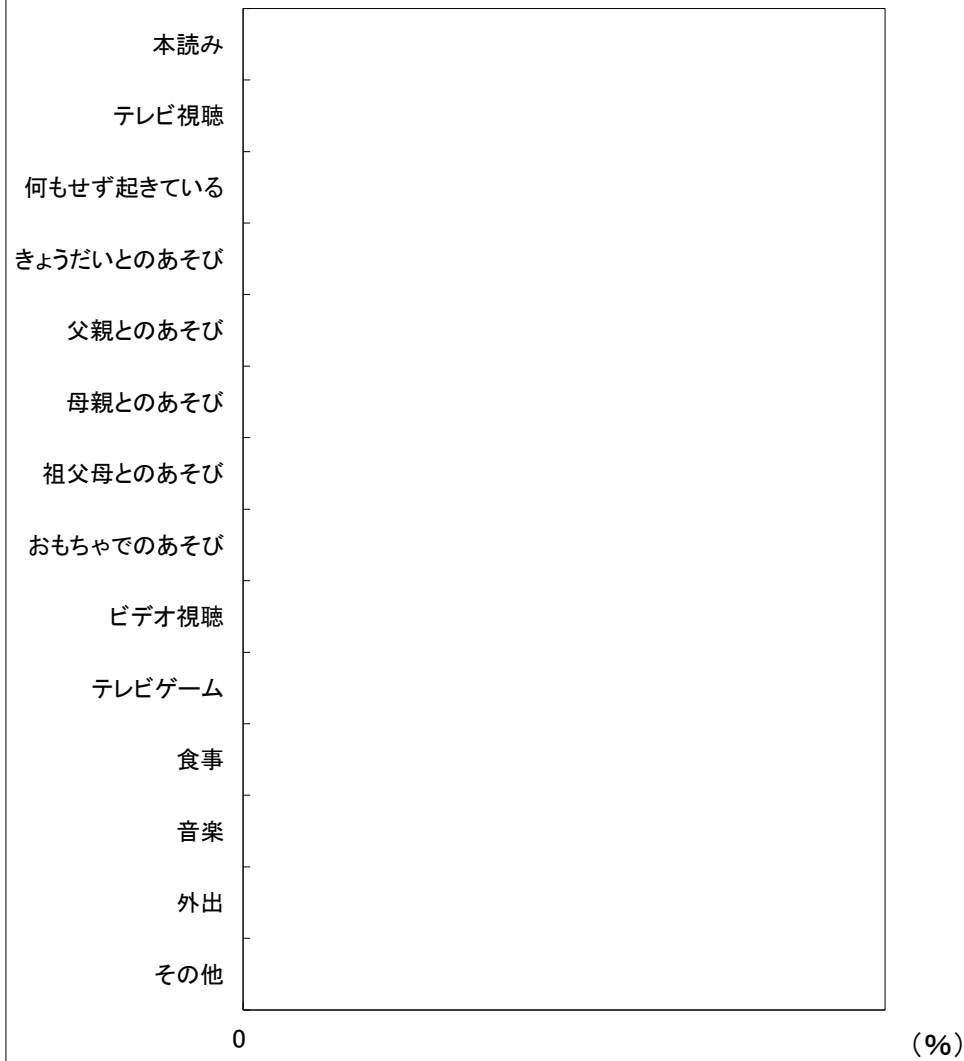 本読み
テレビ視聴
何もせず起きている
きょうだいとのあそび
父親とのあそび
母親とのあそび
祖父母とのあそび
おもちゃでのあそび
ビデオ視聴
テレビゲーム
食事
音楽
外出
その他
0
（%）